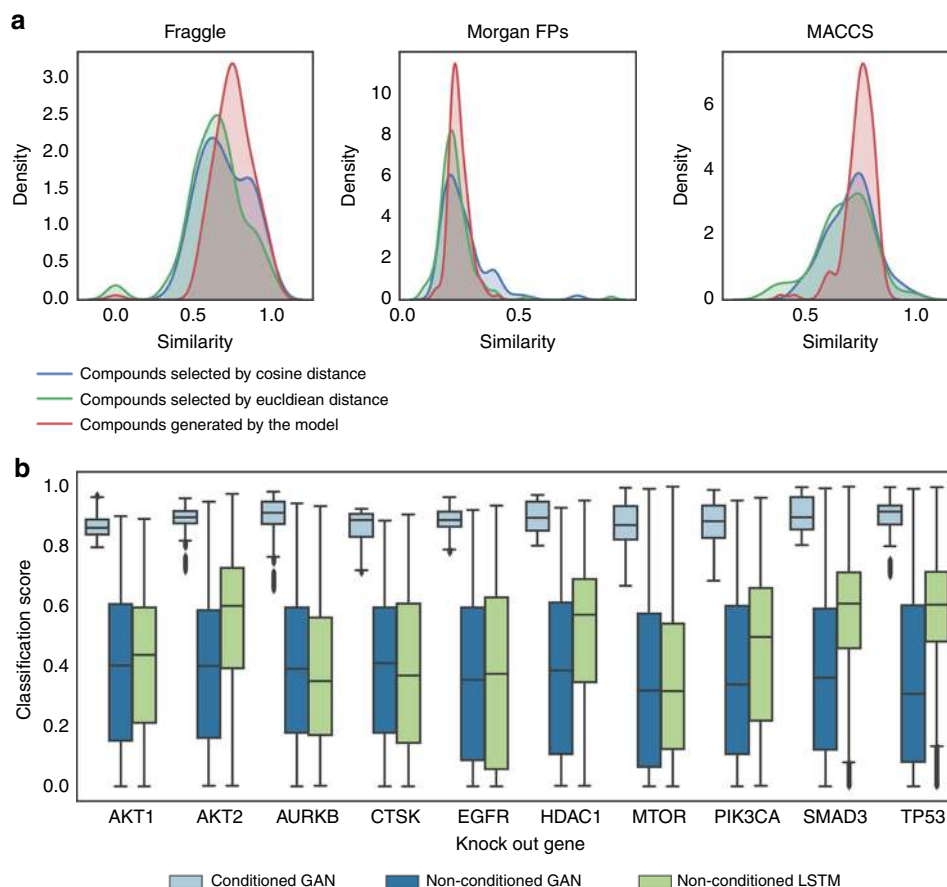 a
Fraggle
Morgan FPs
MACCS
Density
3.0
2.5
2.0
1.5
1.0
0.5
0.0
0.0 0.5 1.0
Similarity
Density
10
8
6
4
2
0
0.0 0.5
Similarity
Density
6
4
2
0
0.5 1.0
Similarity
Compounds selected by cosine distance
Compounds selected by eucldiean distance
Compounds generated by the model
b
Classification score
1.0
0.8
0.6
0.4
0.2
0.0
AKT1 AKT2 AURKB CTSK EGFR HDAC1 MTOR PIK3CA SMAD3 TP53
Knock out gene
Conditioned GAN Non-conditioned GAN Non-conditioned LSTM